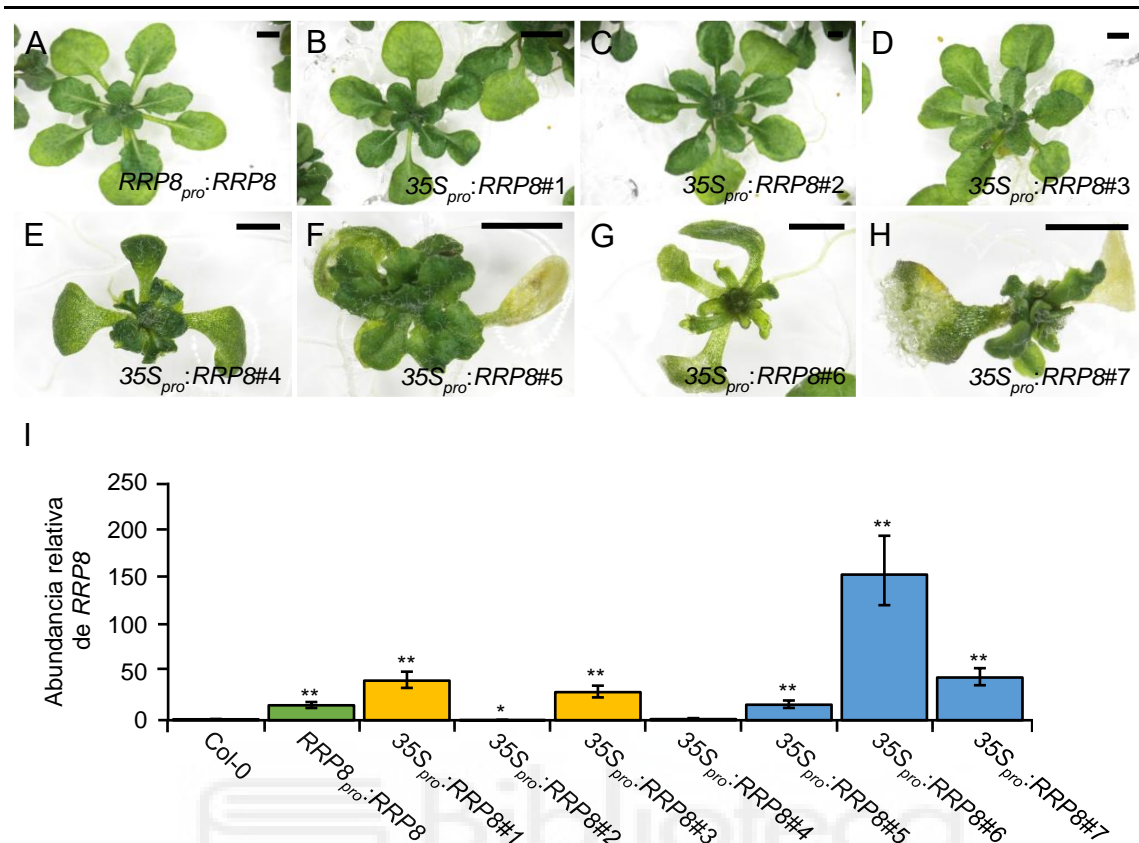 A
B
C
D
RRP8pro:RRP8
35Spro:RRP8#1
35Spro:RRP8#2
35Spro:RRP8#3
E
F
G
H
35Spro:RRP8#4
35Spro:RRP8#5
35Spro:RRP8#6
35Spro:RRP8#7
I
Abundancia relativa
de RRP8
250
200
150
100
50
0
**
**
*
**
**
**
**
Col-0
RRP8pro:RRP8
35Spro:RRP8#1
35Spro:RRP8#2
35Spro:RRP8#3
35Spro:RRP8#4
35Spro:RRP8#5
35Spro:RRP8#6
35Spro:RRP8#7
biblioteca